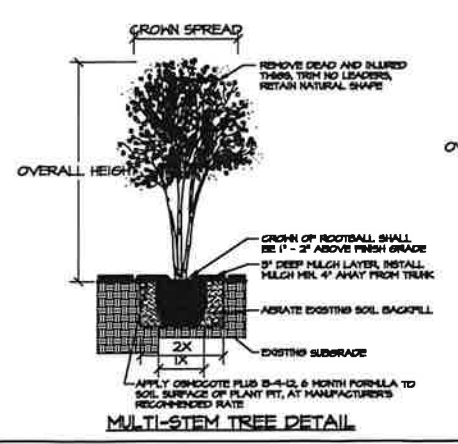 CROWN SPREAD
REMOVE DEAD AND INJURED
TWIGS, TRIM NO LEADERS,
RETAIN NATURAL SHAPE
OVERALL HEIGHT
CROWN OF ROOTBALL SHALL
BE 1" - 2" ABOVE FINISH GRADE
3" DEEP MULCH LAYER, INSTALL
MULCH MIN. 4" AWAY FROM TRUNK
AERATE EXISTING SOIL BACKFILL
2X
EXISTING SUBGRADE
1X
APPLY OSMOCOTE PLUS 15-4-12, 6 MONTH FORMULA TO
SOIL SURFACE OF PLANT PIT, AT MANUFACTURER'S
RECOMMENDED RATE
MULTI-STEM TREE DETAIL